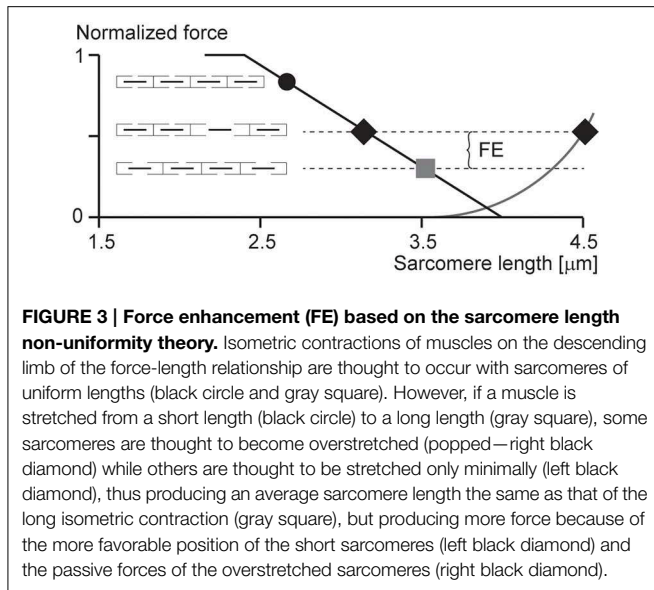 Normalized force
1
FE
0
1.5 2.5 3.5 4.5
Sarcomere length [μm]
FIGURE 3 | Force enhancement (FE) based on the sarcomere length
non-uniformity theory. Isometric contractions of muscles on the descending
limb of the force-length relationship are thought to occur with sarcomeres of
uniform lengths (black circle and gray square). However, if a muscle is
stretched from a short length (black circle) to a long length (gray square), some
sarcomeres are thought to become overstretched (popped—right black
diamond) while others are thought to be stretched only minimally (left black
diamond), thus producing an average sarcomere length the same as that of the
long isometric contraction (gray square), but producing more force because of
the more favorable position of the short sarcomeres (left black diamond) and
the passive forces of the overstretched sarcomeres (right black diamond).